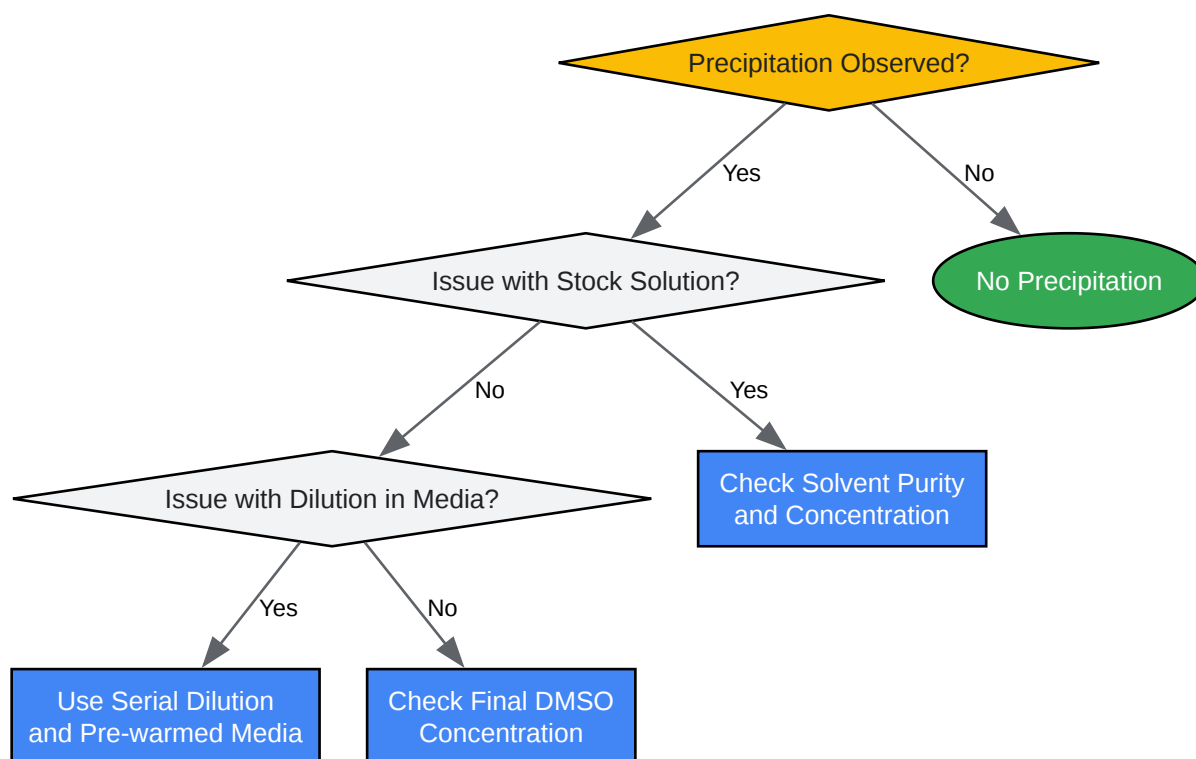 Precipitation Observed?
Yes
No
Issue with Stock Solution?
No Precipitation
No
Yes
Issue with Dilution in Media?
Check Solvent Purity
and Concentration
Yes
No
Use Serial Dilution
and Pre-warmed Media
Check Final DMSO
Concentration